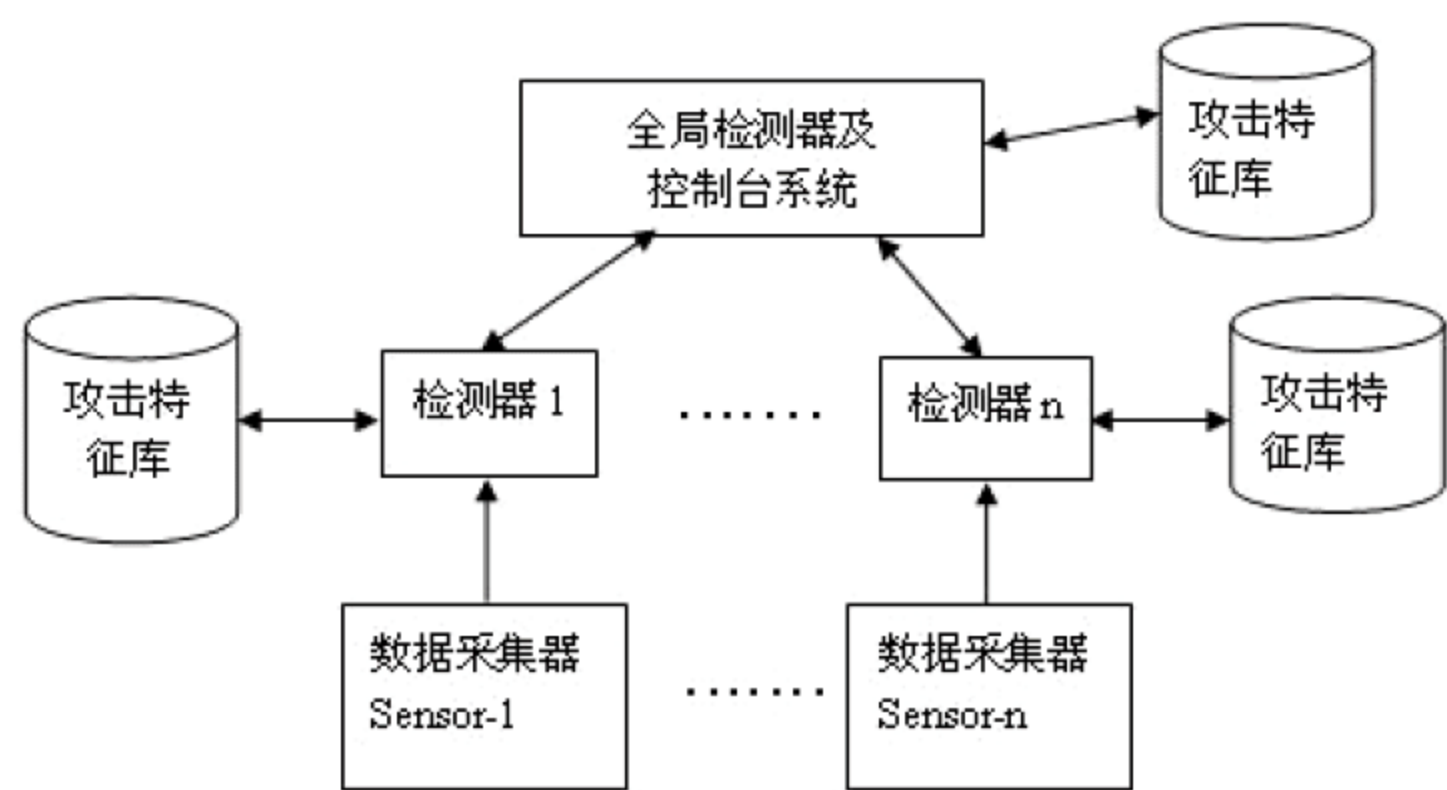 全局检测器及
控制台系统
攻击特
征库
攻击特
征库
检测器 1
·······
检测器 n
攻击特
征库
数据采集器
Sensor-1
·······
数据采集器
Sensor-n